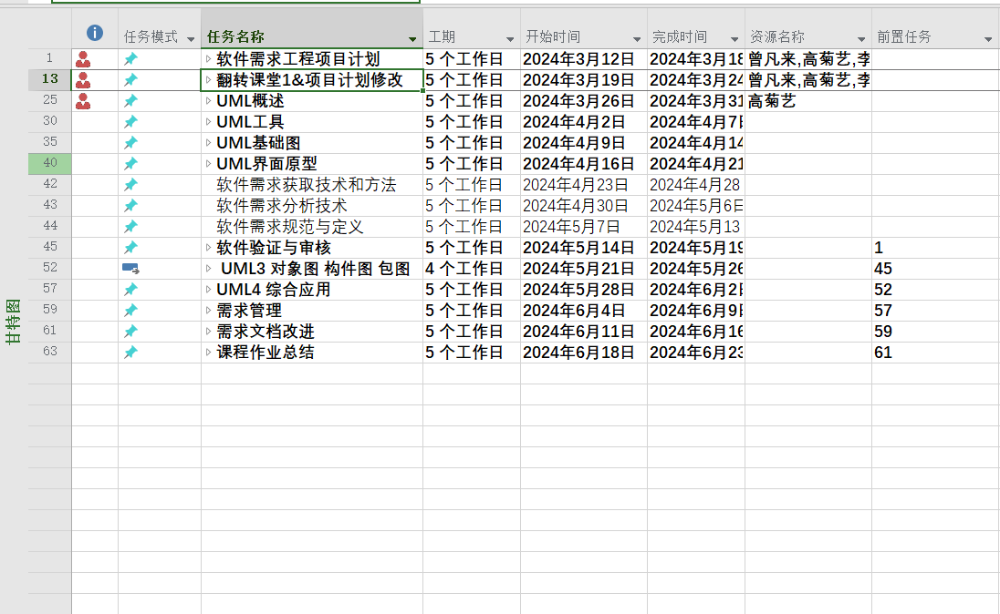 任务模式 任务名称 工期 开始时间 完成时间 资源名称 前置任务
1 软件需求工程项目计划 5 个工作日 2024年3月12日 2024年3月18 曾凡来,高菊艺,李
13 翻转课堂1&项目计划修改 5 个工作日 2024年3月19日 2024年3月24 曾凡来,高菊艺,李
25 UML概述 5 个工作日 2024年3月26日 2024年3月31 高菊艺
30 UML工具 5 个工作日 2024年4月2日 2024年4月7日
35 UML基础图 5 个工作日 2024年4月9日 2024年4月14
40 UML界面原型 5 个工作日 2024年4月16日 2024年4月21
42 软件需求获取技术和方法 5 个工作日 2024年4月23日 2024年4月28
43 软件需求分析技术 5 个工作日 2024年4月30日 2024年5月6日
44 软件需求规范与定义 5 个工作日 2024年5月7日 2024年5月13
45 软件验证与审核 5 个工作日 2024年5月14日 2024年5月19 1
52 UML3 对象图 构件图 包图 4 个工作日 2024年5月21日 2024年5月26 45
57 UML4 综合应用 5 个工作日 2024年5月28日 2024年6月2日 52
59 需求管理 5 个工作日 2024年6月4日 2024年6月9日 57
61 需求文档改进 5 个工作日 2024年6月11日 2024年6月16 59
63 课程作业总结 5 个工作日 2024年6月18日 2024年6月23 61
甘特图